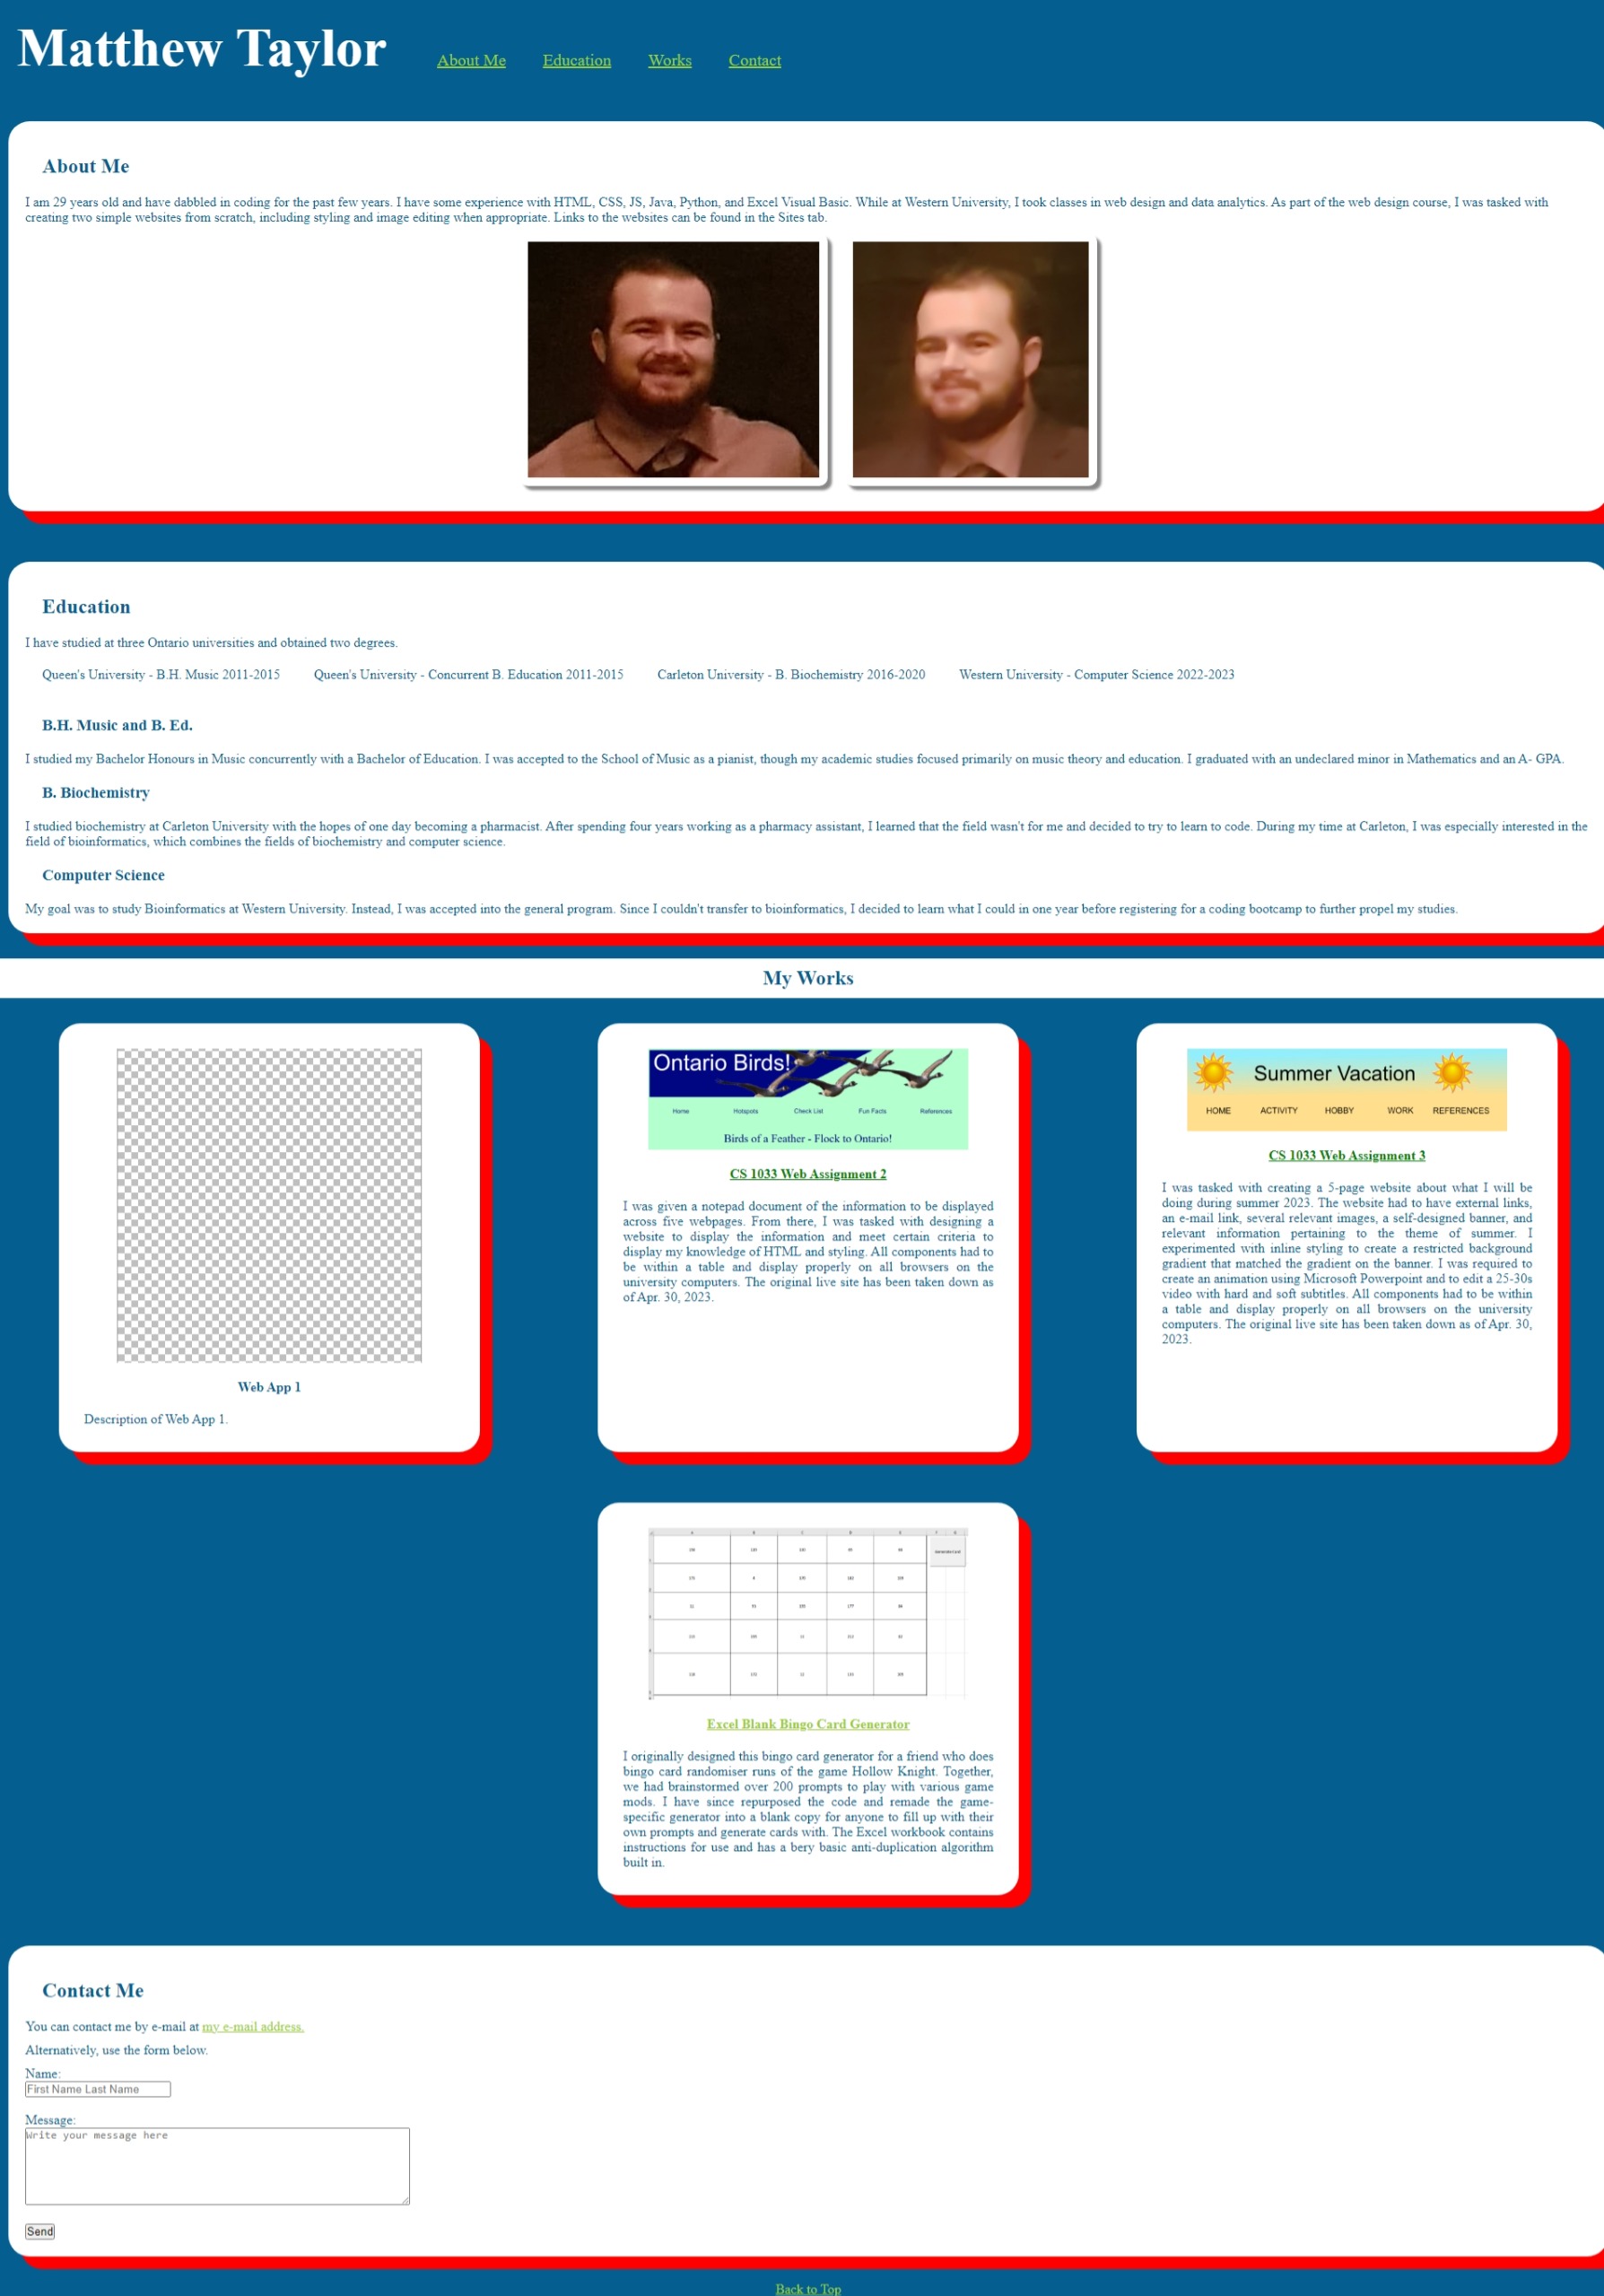 Matthew Taylor
About Me Education Works Contact
About Me
I am 29 years old and have dabbled in coding for the past few years. I have some experience with HTML, CSS, JS, Java, Python, and Excel Visual Basic. While at Western University, I took classes in web design and data analytics. As part of the web design course, I was tasked with
creating two simple websites from scratch, including styling and image editing when appropriate. Links to the websites can be found in the Sites tab.
Education
I have studied at three Ontario universities and obtained two degrees.
Queen's University - B.H. Music 2011-2015 Queen's University - Concurrent B. Education 2011-2015 Carleton University - B. Biochemistry 2016-2020 Western University - Computer Science 2022-2023
B.H. Music and B. Ed.
I studied my Bachelor Honours in Music concurrently with a Bachelor of Education. I was accepted to the School of Music as a pianist, though my academic studies focused primarily on music theory and education. I graduated with an undeclared minor in Mathematics and an A- GPA.
B. Biochemistry
I studied biochemistry at Carleton University with the hopes of one day becoming a pharmacist. After spending four years working as a pharmacy assistant, I learned that the field wasn't for me and decided to try to learn to code. During my time at Carleton, I was especially interested in the
field of bioinformatics, which combines the fields of biochemistry and computer science.
Computer Science
My goal was to study Bioinformatics at Western University. Instead, I was accepted into the general program. Since I couldn't transfer to bioinformatics, I decided to learn what I could in one year before registering for a coding bootcamp to further propel my studies.
My Works
Web App 1
Description of Web App 1.
Ontario Birds!
Home Hotspots Check List Fun Facts References
Birds of a Feather - Flock to Ontario!
CS 1033 Web Assignment 2
I was given a notepad document of the information to be displayed
across five webpages. From there, I was tasked with designing a
website to display the information and meet certain criteria to
display my knowledge of HTML and styling. All components had to
be within a table and display properly on all browsers on the
university computers. The original live site has been taken down as
of Apr. 30, 2023.
Summer Vacation
HOME ACTIVITY HOBBY WORK REFERENCES
CS 1033 Web Assignment 3
I was tasked with creating a 5-page website about what I will be
doing during summer 2023. The website had to have external links,
an e-mail link, several relevant images, a self-designed banner, and
relevant information pertaining to the theme of summer. I
experimented with inline styling to create a restricted background
gradient that matched the gradient on the banner. I was required to
create an animation using Microsoft Powerpoint and to edit a 25-30s
video with hard and soft subtitles. All components had to be within
a table and display properly on all browsers on the university
computers. The original live site has been taken down as of Apr. 30,
2023.
Excel Blank Bingo Card Generator
I originally designed this bingo card generator for a friend who does
bingo card randomiser runs of the game Hollow Knight. Together,
we had brainstormed over 200 prompts to play with various game
mods. I have since repurposed the code and remade the game-
specific generator into a blank copy for anyone to fill up with their
own prompts and generate cards with. The Excel workbook contains
instructions for use and has a bery basic anti-duplication algorithm
built in.
Contact Me
You can contact me by e-mail at my e-mail address.
Alternatively, use the form below.
Name:
First Name Last Name
Message:
Write your message here
Send
Back to Top